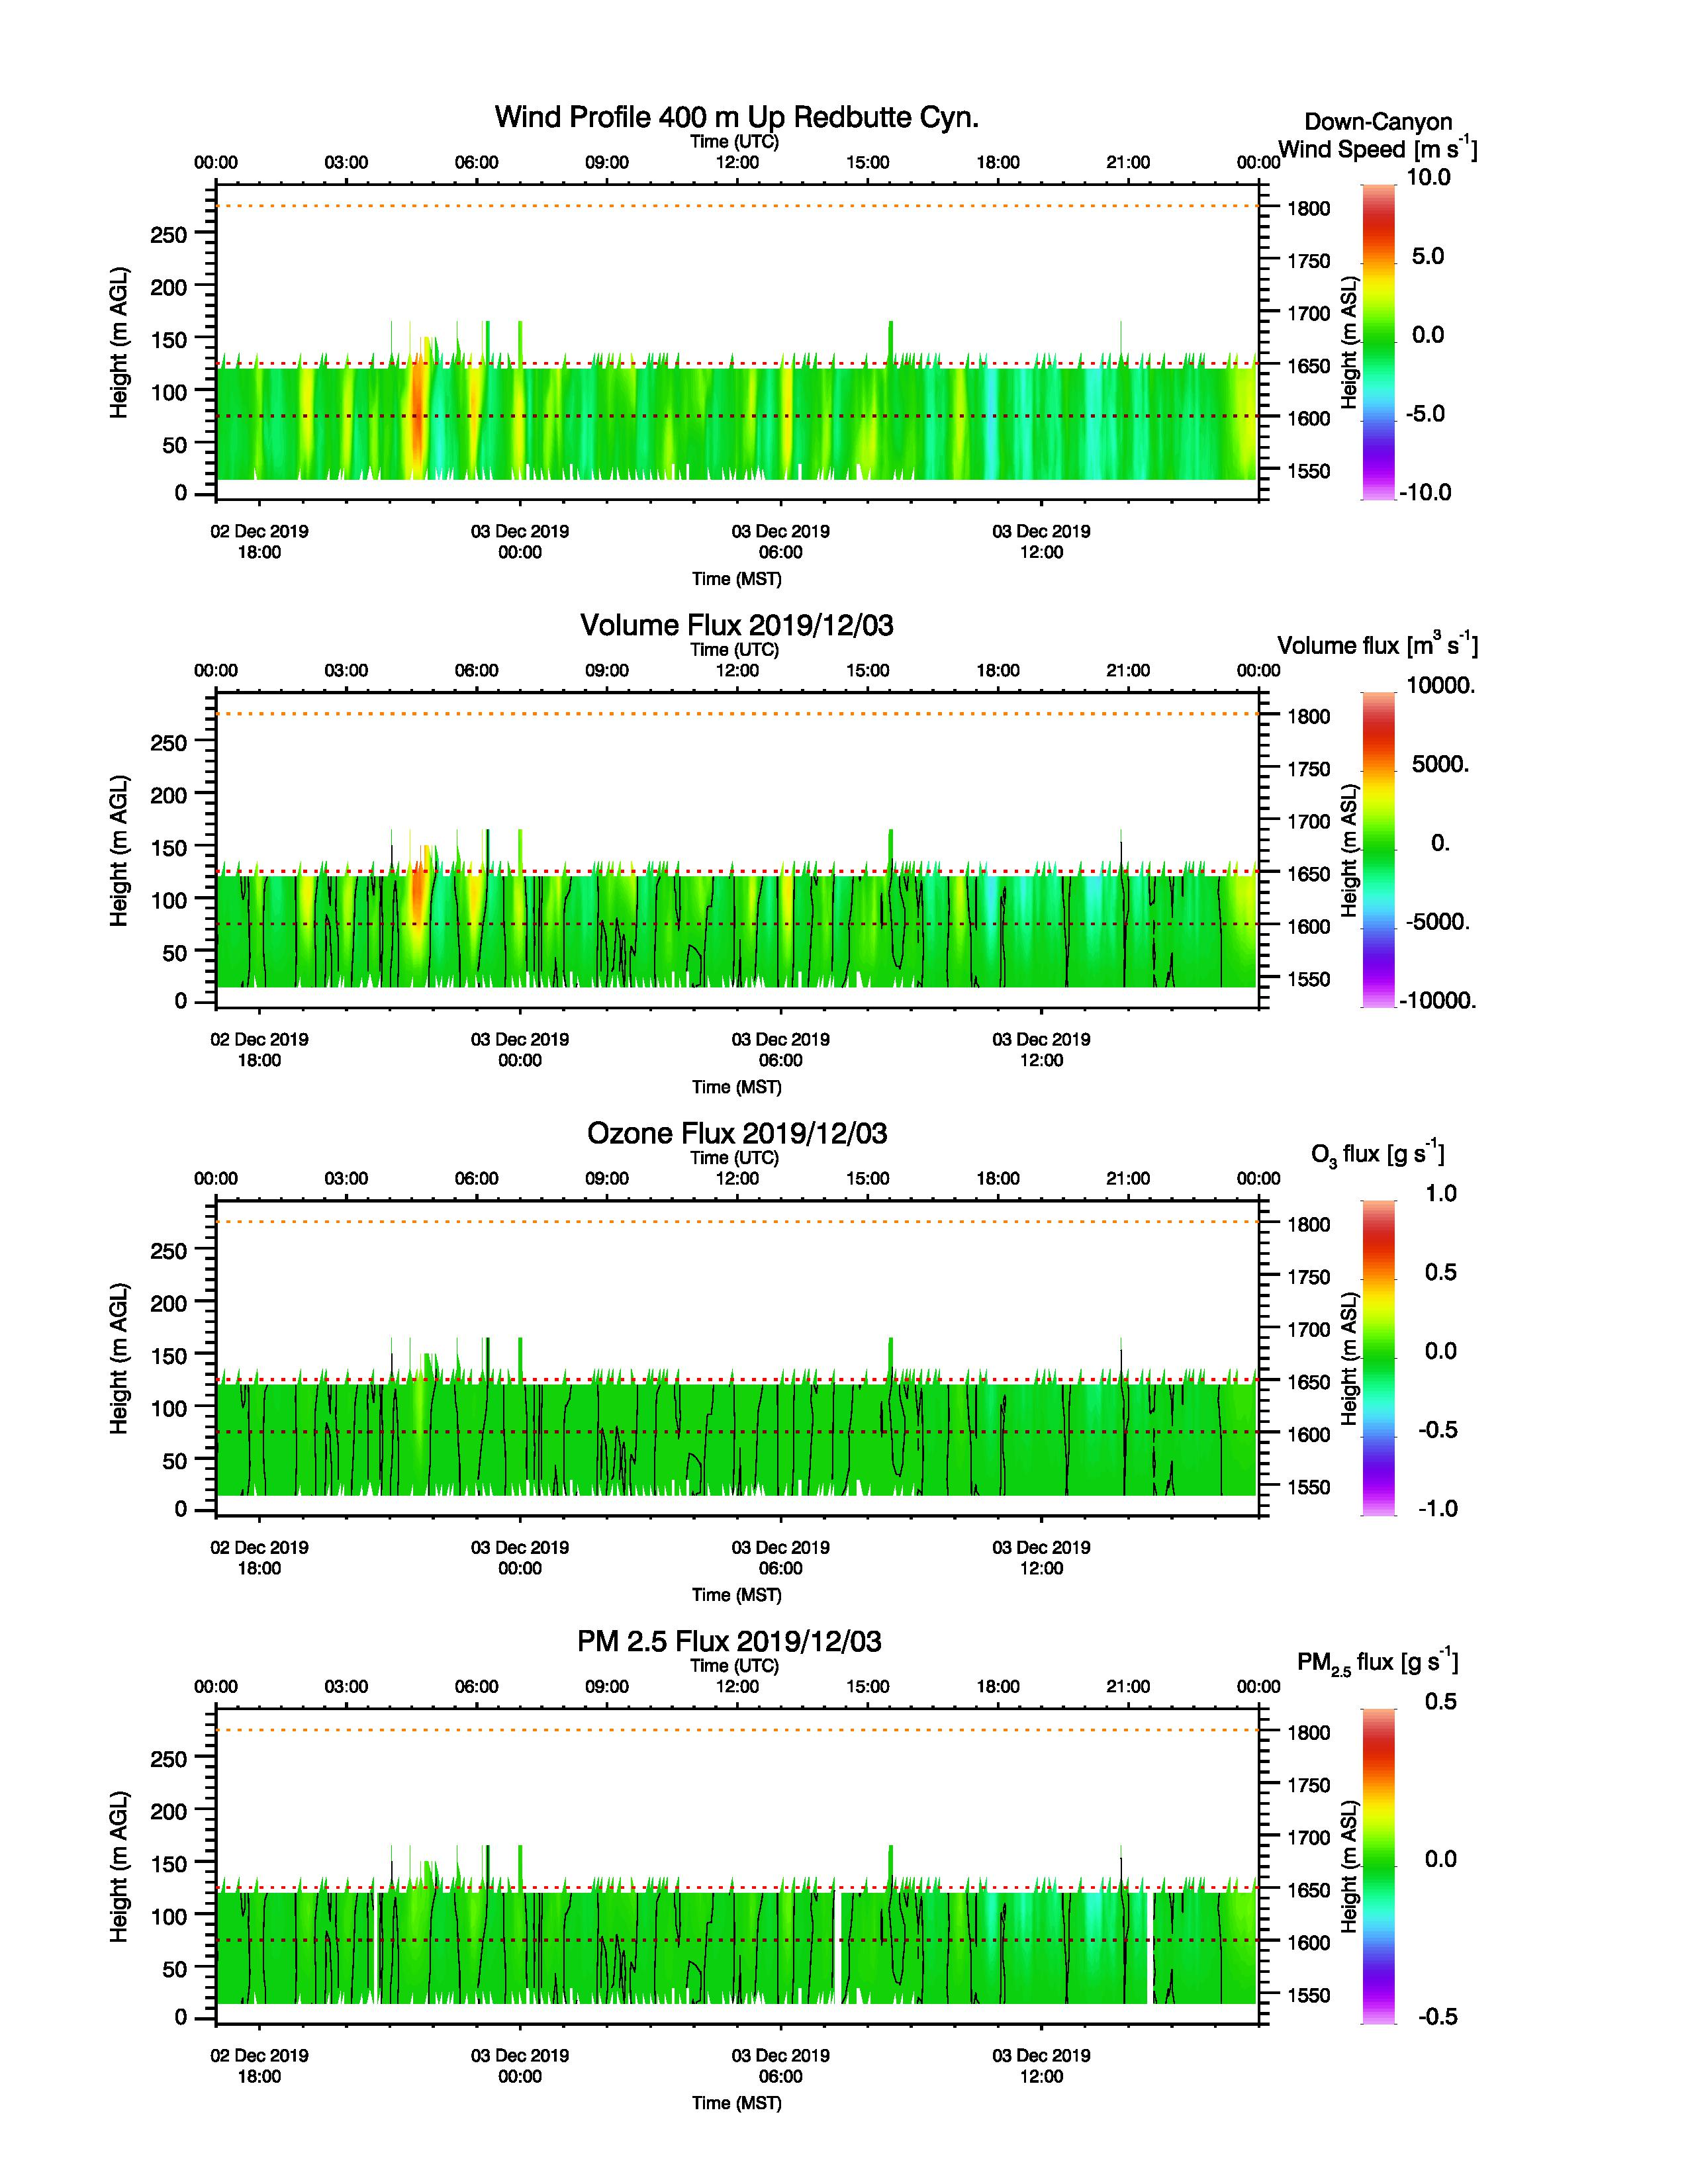 Wind Profile 400 m Up Redbutte Cyn.
Time (UTC)
00:00 03:00 06:00 09:00 12:00 15:00 18:00 21:00 00:00
Down-Canyon
Wind Speed [m s-1]
10.0
5.0
0.0
-5.0
-10.0
Height (m AGL)
250
200
150
100
50
0
Height (m ASL)
1800
1750
1700
1650
1600
1550
02 Dec 2019 03 Dec 2019 03 Dec 2019 03 Dec 2019
18:00 00:00 06:00 12:00
Time (MST)
Volume Flux 2019/12/03
Time (UTC)
00:00 03:00 06:00 09:00 12:00 15:00 18:00 21:00 00:00
Volume flux [m3 s-1]
10000.
5000.
0.
-5000.
-10000.
Height (m AGL)
250
200
150
100
50
0
Height (m ASL)
1800
1750
1700
1650
1600
1550
02 Dec 2019 03 Dec 2019 03 Dec 2019 03 Dec 2019
18:00 00:00 06:00 12:00
Time (MST)
Ozone Flux 2019/12/03
Time (UTC)
00:00 03:00 06:00 09:00 12:00 15:00 18:00 21:00 00:00
O3 flux [g s-1]
1.0
0.5
0.0
-0.5
-1.0
Height (m AGL)
250
200
150
100
50
0
Height (m ASL)
1800
1750
1700
1650
1600
1550
02 Dec 2019 03 Dec 2019 03 Dec 2019 03 Dec 2019
18:00 00:00 06:00 12:00
Time (MST)
PM 2.5 Flux 2019/12/03
Time (UTC)
00:00 03:00 06:00 09:00 12:00 15:00 18:00 21:00 00:00
PM2.5 flux [g s-1]
0.5
0.0
-0.5
Height (m AGL)
250
200
150
100
50
0
Height (m ASL)
1800
1750
1700
1650
1600
1550
02 Dec 2019 03 Dec 2019 03 Dec 2019 03 Dec 2019
18:00 00:00 06:00 12:00
Time (MST)